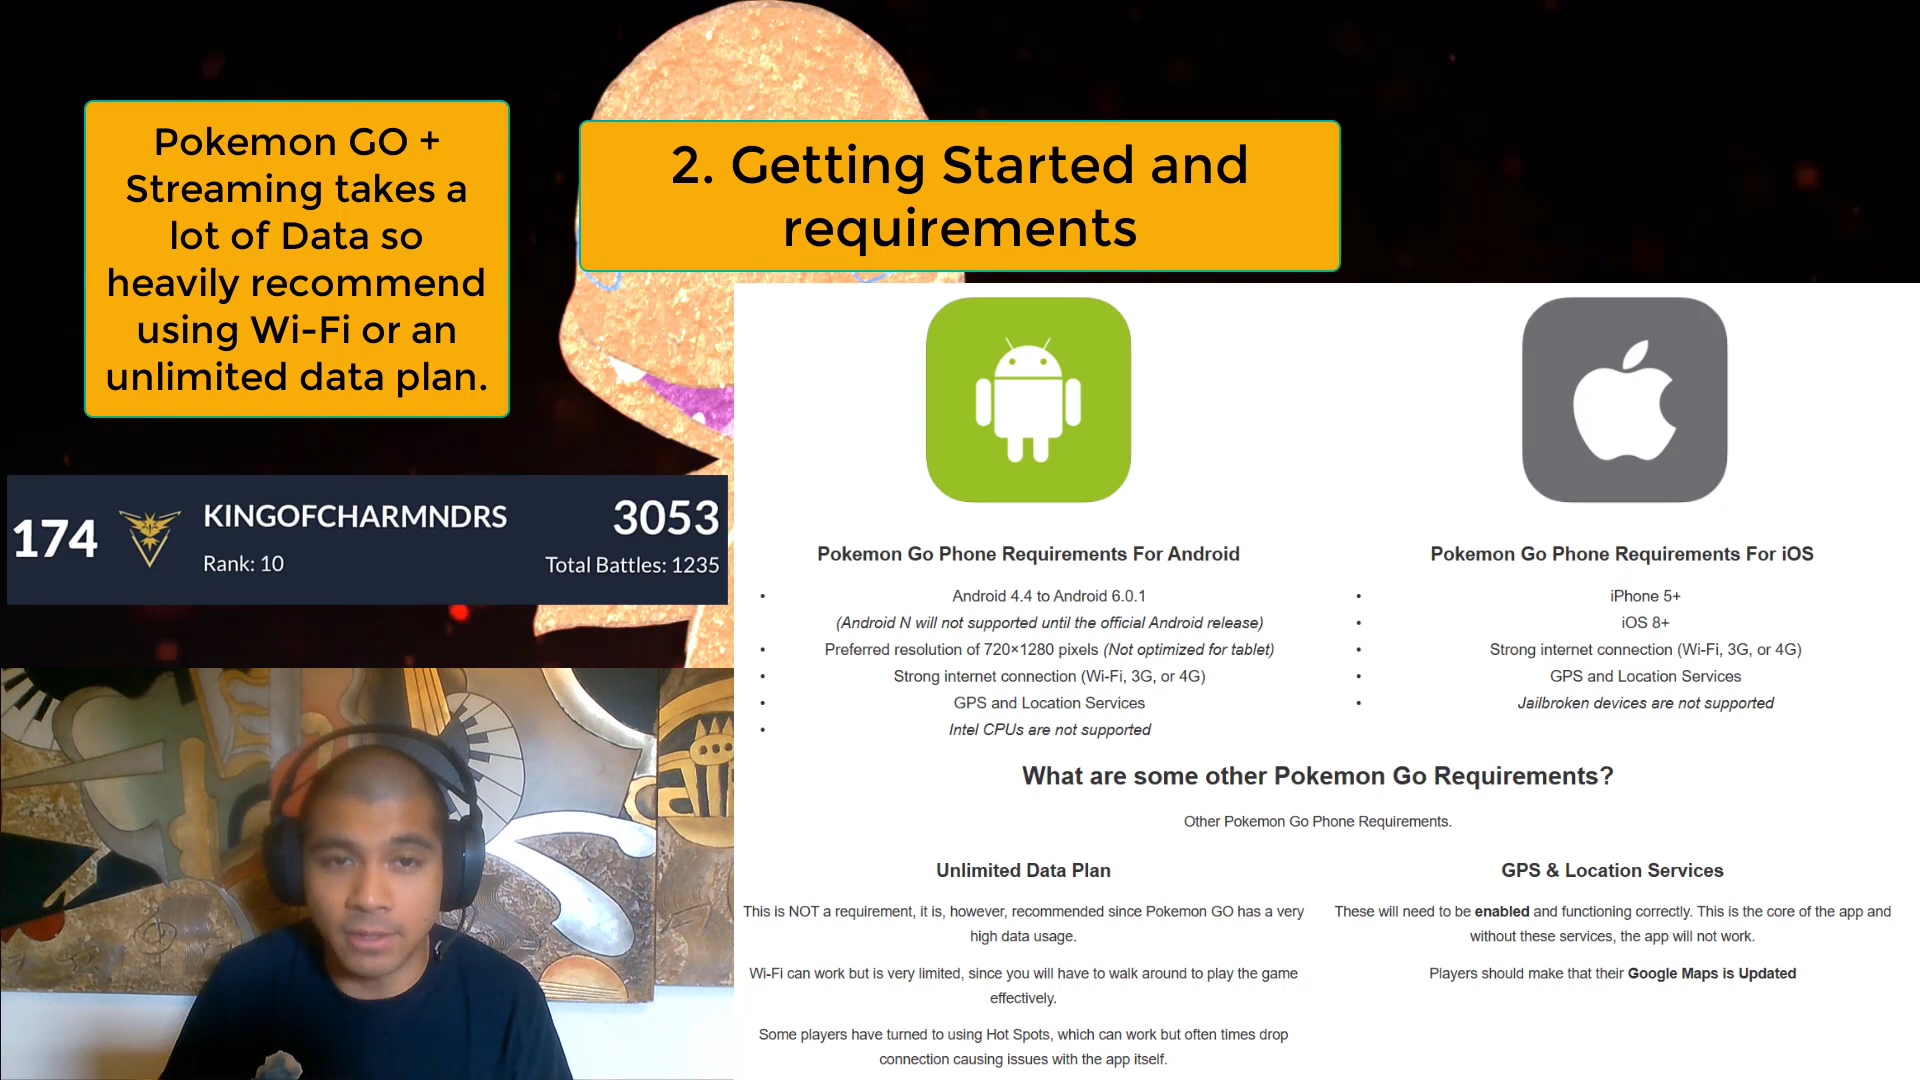 Pokemon GO +
Streaming takes a
lot of Data so
heavily recommend
using Wi-Fi or an
unlimited data plan.
2. Getting Started and
requirements
174
KINGOFCHARMNDRS
3053
Rank: 10
Total Battles: 1235
Pokemon Go Phone Requirements For Android
• Android 4.4 to Android 6.0.1
• (Android N will not supported until the official Android release)
• Preferred resolution of 720×1280 pixels (Not optimized for tablet)
• Strong internet connection (Wi-Fi, 3G, or 4G)
• GPS and Location Services
• Intel CPUs are not supported
Pokemon Go Phone Requirements For iOS
• iPhone 5+
• iOS 8+
• Strong internet connection (Wi-Fi, 3G, or 4G)
• GPS and Location Services
• Jailbroken devices are not supported
What are some other Pokemon Go Requirements?
Other Pokemon Go Phone Requirements.
Unlimited Data Plan
This is NOT a requirement, it is, however, recommended since Pokemon GO has a very
high data usage.
Wi-Fi can work but is very limited, since you will have to walk around to play the game
effectively.
Some players have turned to using Hot Spots, which can work but often times drop
connection causing issues with the app itself.
GPS & Location Services
These will need to be enabled and functioning correctly. This is the core of the app and
without these services, the app will not work.
Players should make that their Google Maps is Updated